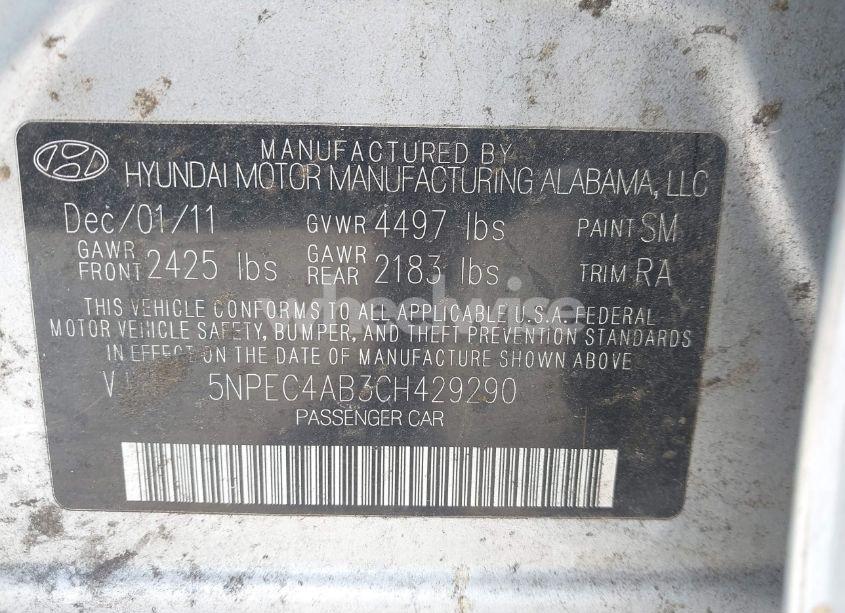 MANUFACTURED BY
HYUNDAI MOTOR MANUFACTURING ALABAMA, LLC
Dec/01/11 GVWR 4497 lbs PAINT SM
GAWR FRONT 2425 lbs GAWR REAR 2183 lbs TRIM RA
THIS VEHICLE CONFORMS TO ALL APPLICABLE U.S.A. FEDERAL
MOTOR VEHICLE SAFETY, BUMPER, AND THEFT PREVENTION STANDARDS
IN EFFECT ON THE DATE OF MANUFACTURE SHOWN ABOVE
5NPEC4AB3CH429290
PASSENGER CAR